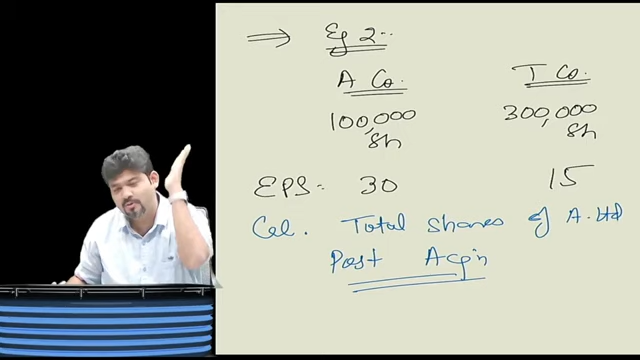 ⇒ Eg 2..
A Co. T Co.
100,000 Sh 300,000 Sh
EPS = 30 15
Cal. Total Shares of A. Ltd
Post Acq'n